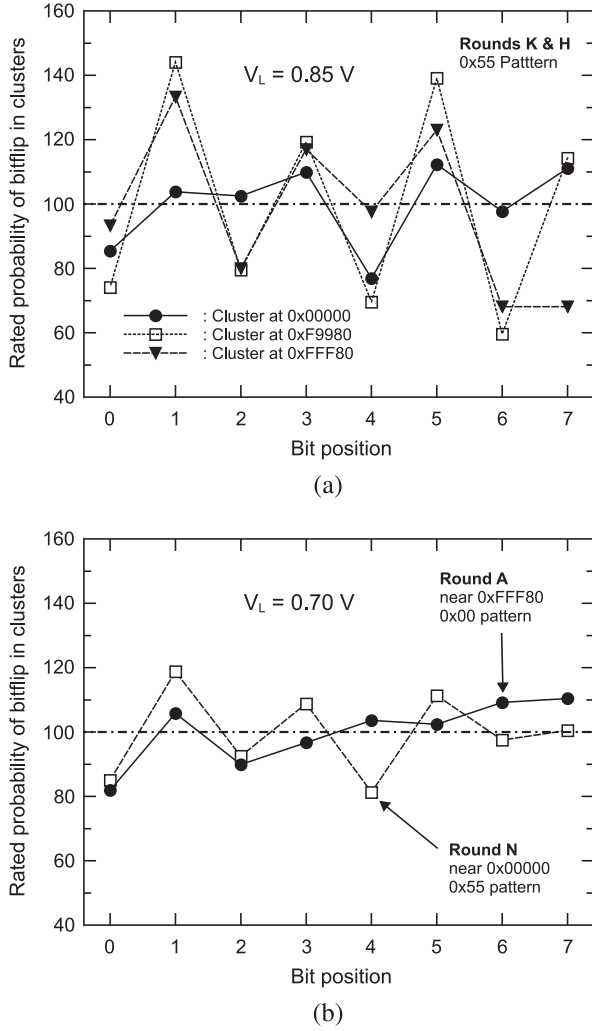 160
140
120
100
80
60
40
Rated probability of bitflip in clusters
V_L = 0.85 V
Rounds K & H
0x55 Patttern
: Cluster at 0x00000
: Cluster at 0xF9980
: Cluster at 0xFFF80
0 1 2 3 4 5 6 7
Bit position
(a)
160
140
120
100
80
60
40
Rated probability of bitflip in clusters
V_L = 0.70 V
Round A
near 0xFFF80
0x00 pattern
Round N
near 0x00000
0x55 pattern
0 1 2 3 4 5 6 7
Bit position
(b)